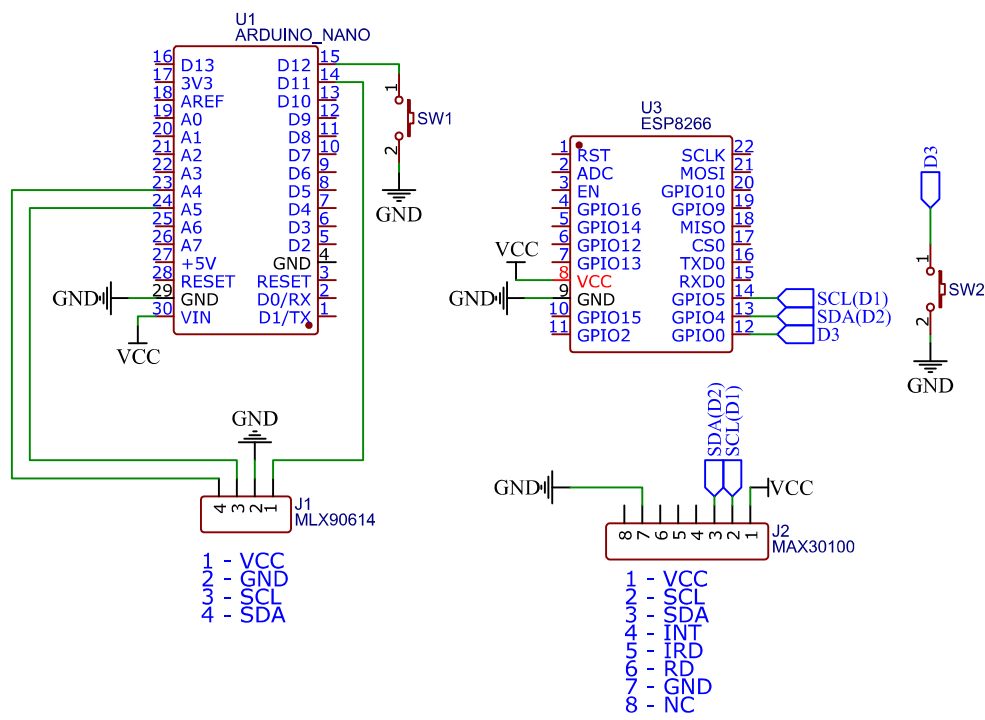 U1
ARDUINO_NANO
16 D13 D12 15
17 3V3 D11 14
18 AREF D10 13
19 A0 D9 12
20 A1 D8 11
21 A2 D7 10
22 A3 D6 9
23 A4 D5 8
24 A5 D4 7
25 A6 D3 6
26 A7 D2 5
27 +5V GND 4
28 RESET RESET 3
29 GND D0/RX 2
30 VIN D1/TX 1
GND
VCC
1
SW1
2
GND
U3
ESP8266
1 RST SCLK 22
2 ADC MOSI 21
3 EN GPIO10 20
4 GPIO16 GPIO9 19
5 GPIO14 GPIO8 18
6 GPIO12 CS0 17
7 GPIO13 TXD0 16
8 VCC RXD0 15
9 GND GPIO5 14
10 GPIO15 GPIO4 13
11 GPIO2 GPIO0 12
VCC
GND
SCL(D1)
SDA(D2)
D3
D3
1
SW2
2
GND
GND
4 3 2 1
J1
MLX90614
1 - VCC
2 - GND
3 - SCL
4 - SDA
SDA(D2)
SCL(D1)
GND
VCC
8 7 6 5 4 3 2 1
J2
MAX30100
1 - VCC
2 - SCL
3 - SDA
4 - INT
5 - IRD
6 - RD
7 - GND
8 - NC